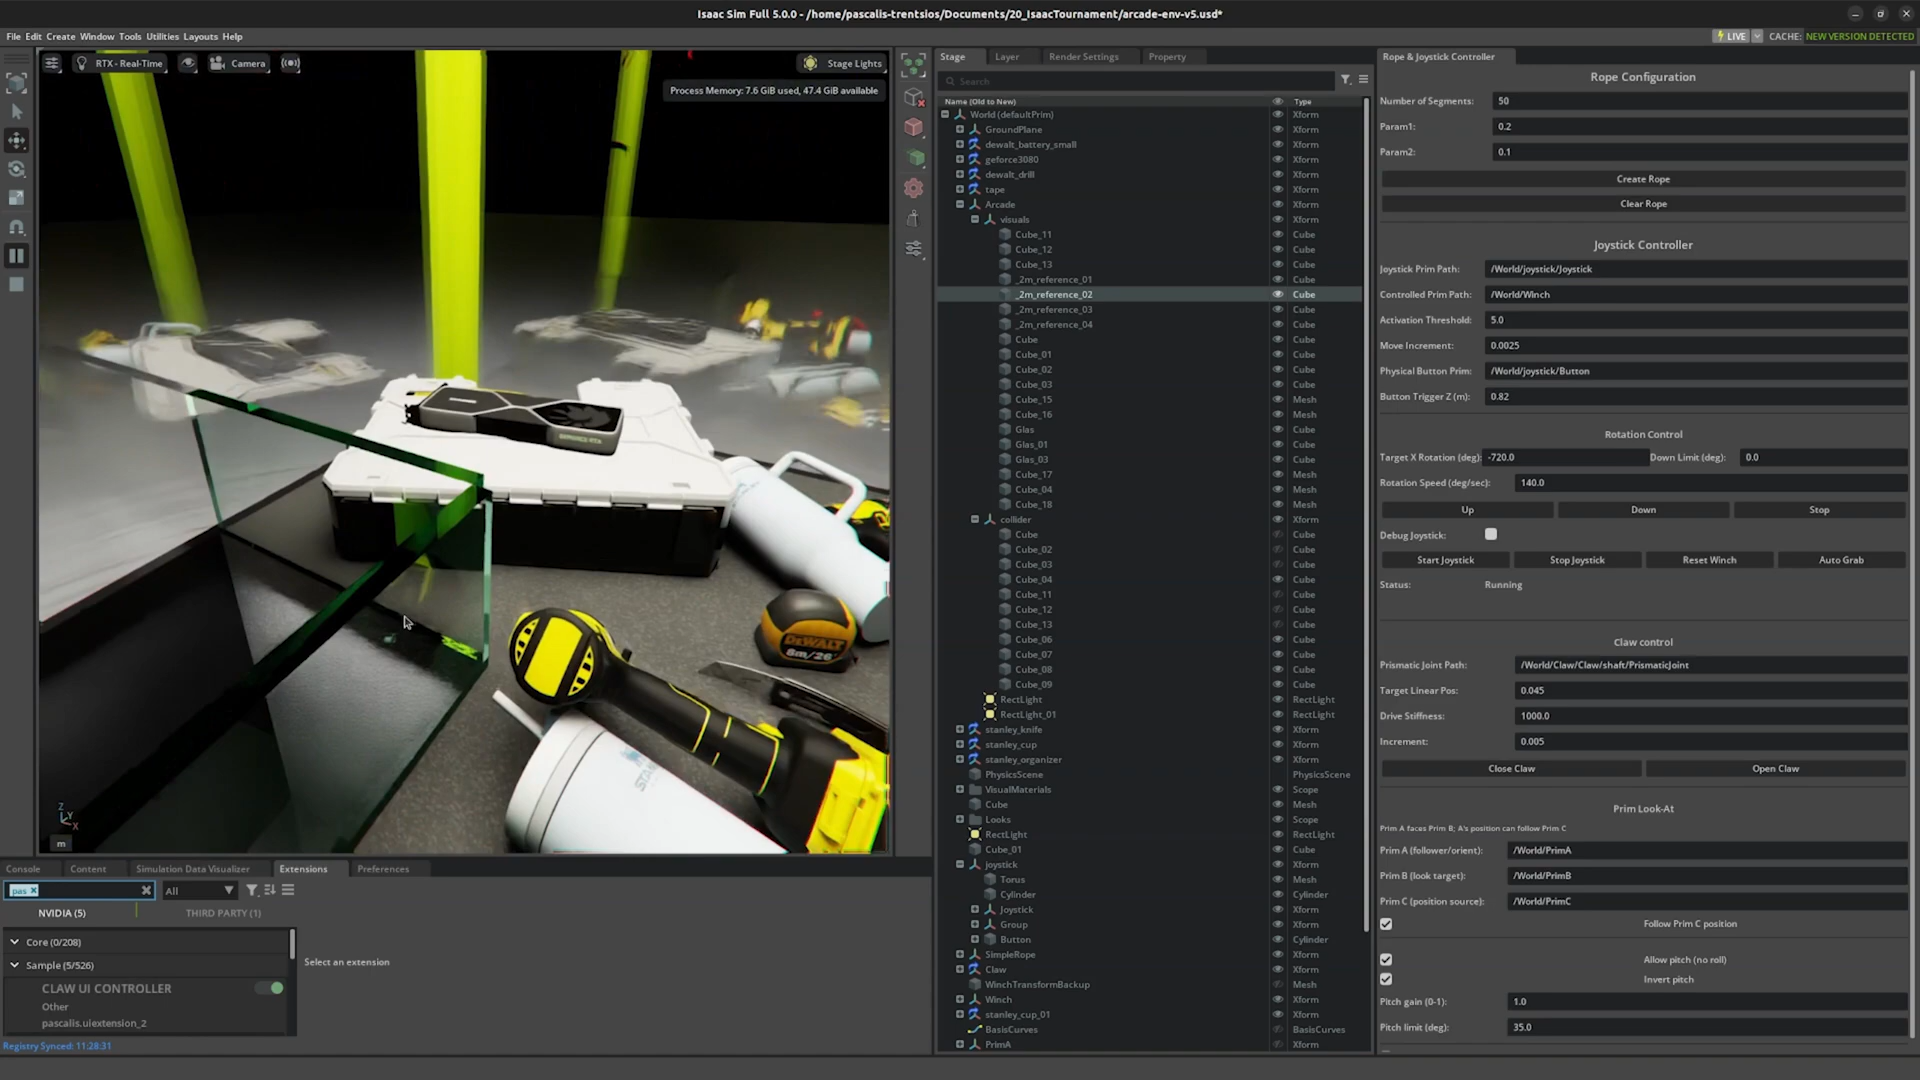 Isaac Sim Full 5.0.0 - /home/pascalis-trentsios/Documents/20_IsaacTournament/arcade-env-v5.usd*
File Edit Create Window Tools Utilities Layouts Help
LIVE CACHE: NEW VERSION DETECTED
RTX - Real-Time Camera Stage Lights
Process Memory: 7.6 GiB used, 47.4 GiB available
GEFORCE RTX
DEWALT
8m/26'
STAN
Z
Y
X
m
Stage Layer Render Settings Property
Search
Name (Old to New) Type
World (defaultPrim) Xform
GroundPlane Xform
dewalt_battery_small Xform
geforce3080 Xform
dewalt_drill Xform
tape Xform
Arcade Xform
visuals Xform
Cube_11 Cube
Cube_12 Cube
Cube_13 Cube
_2m_reference_01 Cube
_2m_reference_02 Cube
_2m_reference_03 Cube
_2m_reference_04 Cube
Cube Cube
Cube_01 Cube
Cube_02 Cube
Cube_03 Cube
Cube_15 Mesh
Cube_16 Mesh
Glas Cube
Glas_01 Cube
Glas_03 Cube
Cube_17 Mesh
Cube_04 Mesh
Cube_18 Mesh
collider Xform
Cube Cube
Cube_02 Cube
Cube_03 Cube
Cube_04 Cube
Cube_11 Cube
Cube_12 Cube
Cube_13 Cube
Cube_06 Cube
Cube_07 Cube
Cube_08 Cube
Cube_09 Cube
RectLight RectLight
RectLight_01 RectLight
stanley_knife Xform
stanley_cup Xform
stanley_organizer Xform
PhysicsScene PhysicsScene
VisualMaterials Scope
Cube Mesh
Looks Scope
RectLight RectLight
Cube_01 Cube
joystick Xform
Torus Mesh
Cylinder Cylinder
Joystick Xform
Group Xform
Button Cylinder
SimpleRope Xform
Claw Xform
WinchTransformBackup Mesh
Winch Xform
stanley_cup_01 Xform
BasisCurves BasisCurves
PrimA Xform
Rope & Joystick Controller
Rope Configuration
Number of Segments: 50
Param1: 0.2
Param2: 0.1
Create Rope
Clear Rope
Joystick Controller
Joystick Prim Path: /World/joystick/Joystick
Controlled Prim Path: /World/Winch
Activation Threshold: 5.0
Move Increment: 0.0025
Physical Button Prim: /World/joystick/Button
Button Trigger Z (m): 0.82
Rotation Control
Target X Rotation (deg): -720.0 Down Limit (deg): 0.0
Rotation Speed (deg/sec): 140.0
Up Down Stop
Debug Joystick:
Start Joystick Stop Joystick Reset Winch Auto Grab
Status: Running
Claw control
Prismatic Joint Path: /World/Claw/Claw/shaft/PrismaticJoint
Target Linear Pos: 0.045
Drive Stiffness: 1000.0
Increment: 0.005
Close Claw Open Claw
Prim Look-At
Prim A faces Prim B; A's position can follow Prim C
Prim A (follower/orient): /World/PrimA
Prim B (look target): /World/PrimB
Prim C (position source): /World/PrimC
Follow Prim C position
Allow pitch (no roll)
Invert pitch
Pitch gain (0-1): 1.0
Pitch limit (deg): 35.0
Console Content Simulation Data Visualizer Extensions Preferences
pas All
NVIDIA (5) THIRD PARTY (1)
Core (0/208)
Sample (5/526)
CLAW UI CONTROLLER
Other
pascalis.uiextension_2
Select an extension
Registry Synced: 11:28:31